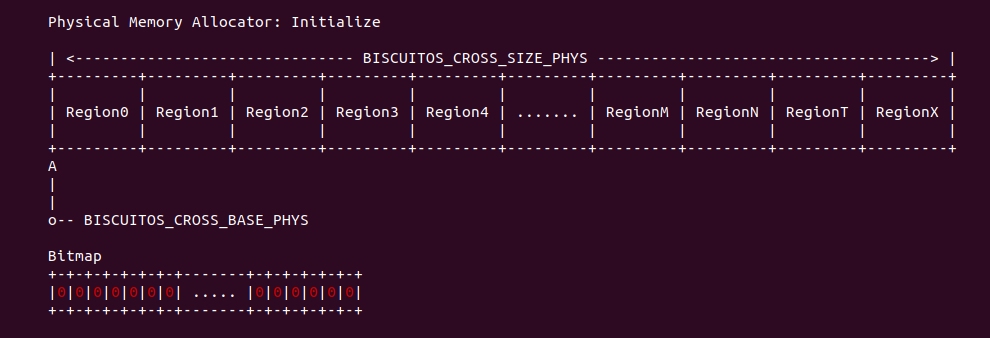 Physical Memory Allocator: Initialize
| <------------------------------- BISCUITOS_CROSS_SIZE_PHYS -------------------------------------> |
+---------+---------+---------+---------+---------+---------+---------+---------+---------+---------+
|         |         |         |         |         |         |         |         |         |         |
| Region0 | Region1 | Region2 | Region3 | Region4 | ....... | RegionM | RegionN | RegionT | RegionX |
|         |         |         |         |         |         |         |         |         |         |
+---------+---------+---------+---------+---------+---------+---------+---------+---------+---------+
A
|
|
o-- BISCUITOS_CROSS_BASE_PHYS
Bitmap
+-+-+-+-+-+-+-+-------+-+-+-+-+-+-+
|0|0|0|0|0|0|0| ..... |0|0|0|0|0|0|
+-+-+-+-+-+-+-+-------+-+-+-+-+-+-+